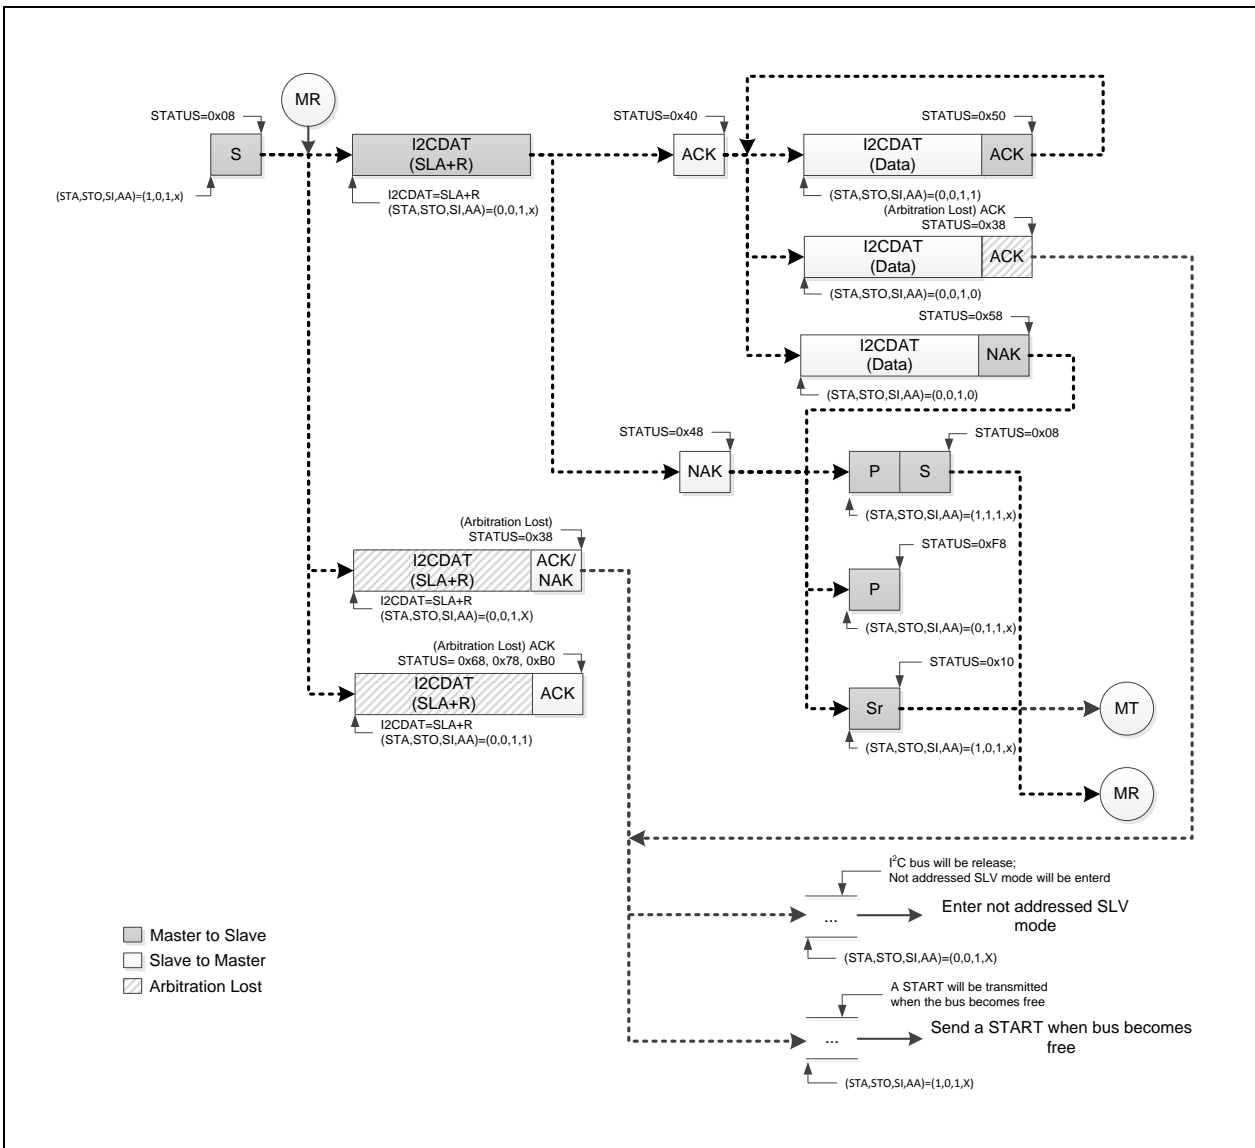 MR
STATUS=0x08
S
(STA,STO,SI,AA)=(1,0,1,x)
I2CDAT
(SLA+R)
I2CDAT=SLA+R
(STA,STO,SI,AA)=(0,0,1,x)
STATUS=0x40
ACK
STATUS=0x50
I2CDAT
(Data)
ACK
(STA,STO,SI,AA)=(0,0,1,1)
(Arbitration Lost) ACK
STATUS=0x38
I2CDAT
(Data)
ACK
(STA,STO,SI,AA)=(0,0,1,0)
STATUS=0x58
I2CDAT
(Data)
NAK
(STA,STO,SI,AA)=(0,0,1,0)
STATUS=0x48
NAK
STATUS=0x08
P
S
(STA,STO,SI,AA)=(1,1,1,x)
(Arbitration Lost)
STATUS=0x38
I2CDAT
(SLA+R)
ACK/
NAK
I2CDAT=SLA+R
(STA,STO,SI,AA)=(0,0,1,X)
STATUS=0xF8
P
(STA,STO,SI,AA)=(0,1,1,x)
(Arbitration Lost) ACK
STATUS= 0x68, 0x78, 0xB0
I2CDAT
(SLA+R)
ACK
I2CDAT=SLA+R
(STA,STO,SI,AA)=(0,0,1,1)
STATUS=0x10
Sr
(STA,STO,SI,AA)=(1,0,1,x)
MT
MR
I2C bus will be release;
Not addressed SLV mode will be enterd
...
Enter not addressed SLV
mode
(STA,STO,SI,AA)=(0,0,1,X)
Master to Slave
Slave to Master
Arbitration Lost
A START will be transmitted
when the bus becomes free
...
Send a START when bus becomes
free
(STA,STO,SI,AA)=(1,0,1,X)